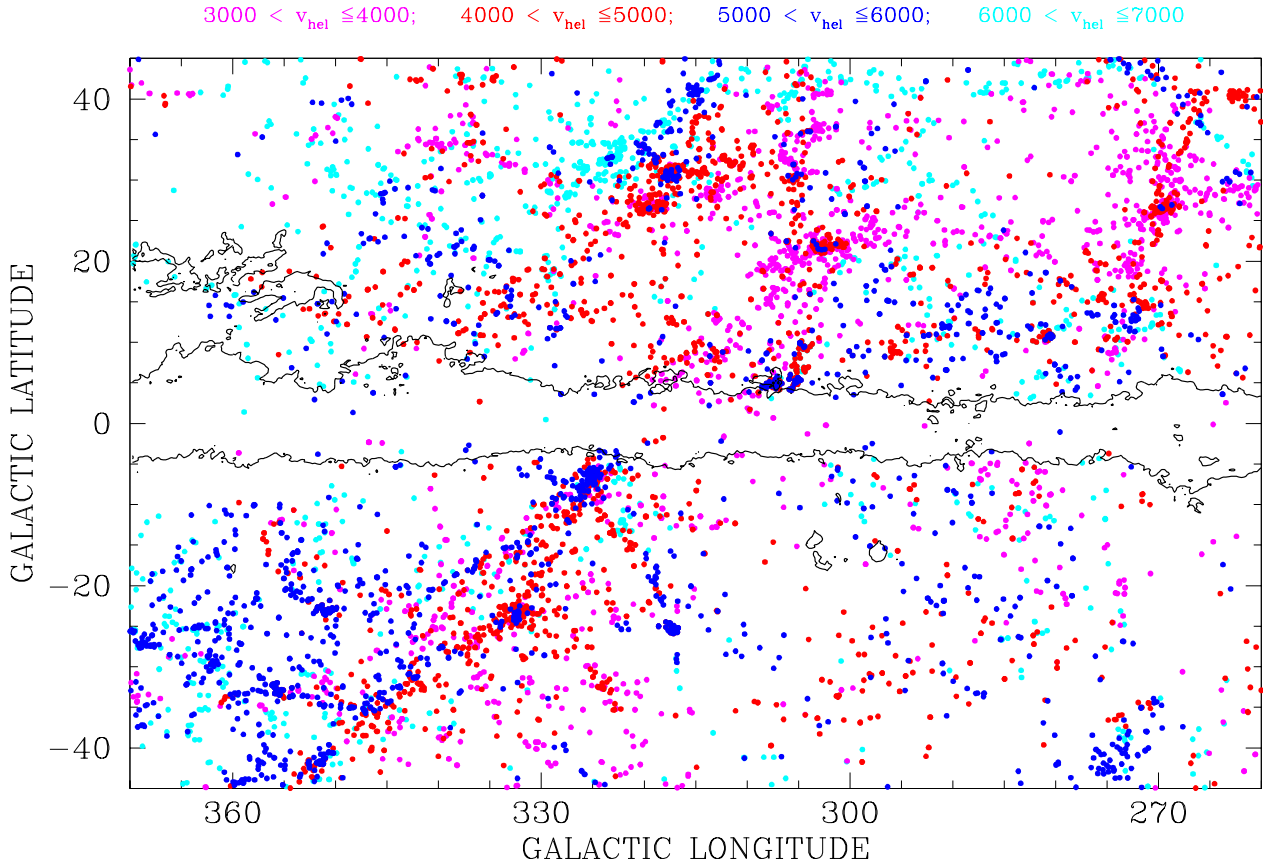 3000 < v_hel ≤4000; 4000 < v_hel ≤5000; 5000 < v_hel ≤6000; 6000 < v_hel ≤7000
40
20
0
−20
−40
GALACTIC LATITUDE
360 330 300 270
GALACTIC LONGITUDE